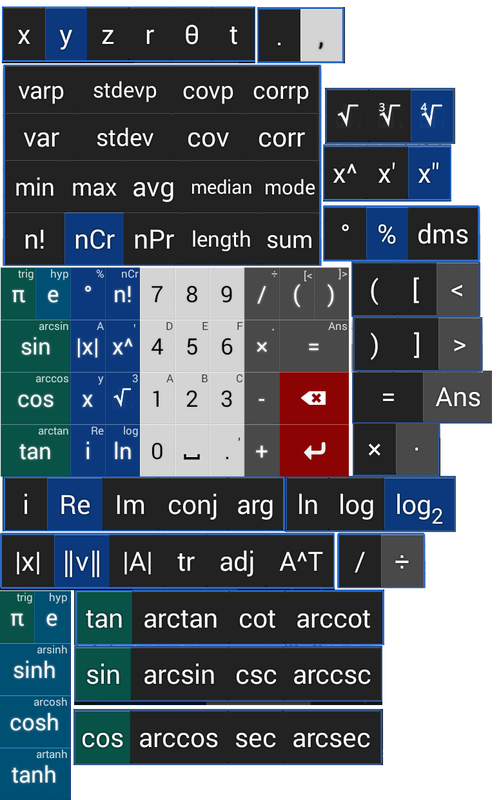 x y z r θ t . ,
varp stdevp covp corrp
var stdev cov corr
min max avg median mode
n! nCr nPr length sum
√ 3√ 4√
x^ x' x"
° % dms
trig hyp % nCr ÷ [< ]>
π e ° n! 7 8 9 / ( )
( [ <
arcsin A ' D E F . Ans
sin |x| x^ 4 5 6 × =
) ] >
arccos y 3 A B C
cos x √ 1 2 3 -
= Ans
arctan Re log '
tan i ln 0 . +
× ·
i Re Im conj arg ln log log2
|x| ||v|| |A| tr adj A^T / ÷
trig hyp
π e
tan arctan cot arccot
arsinh
sinh
sin arcsin csc arccsc
arcosh
cosh
cos arccos sec arcsec
artanh
tanh